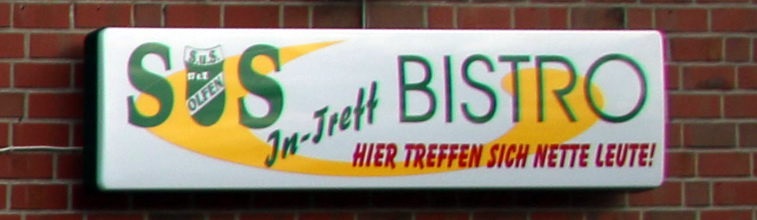 SUS
S.u.S.
OLFEN
In-Treff
BISTRO
HIER TREFFEN SICH NETTE LEUTE!